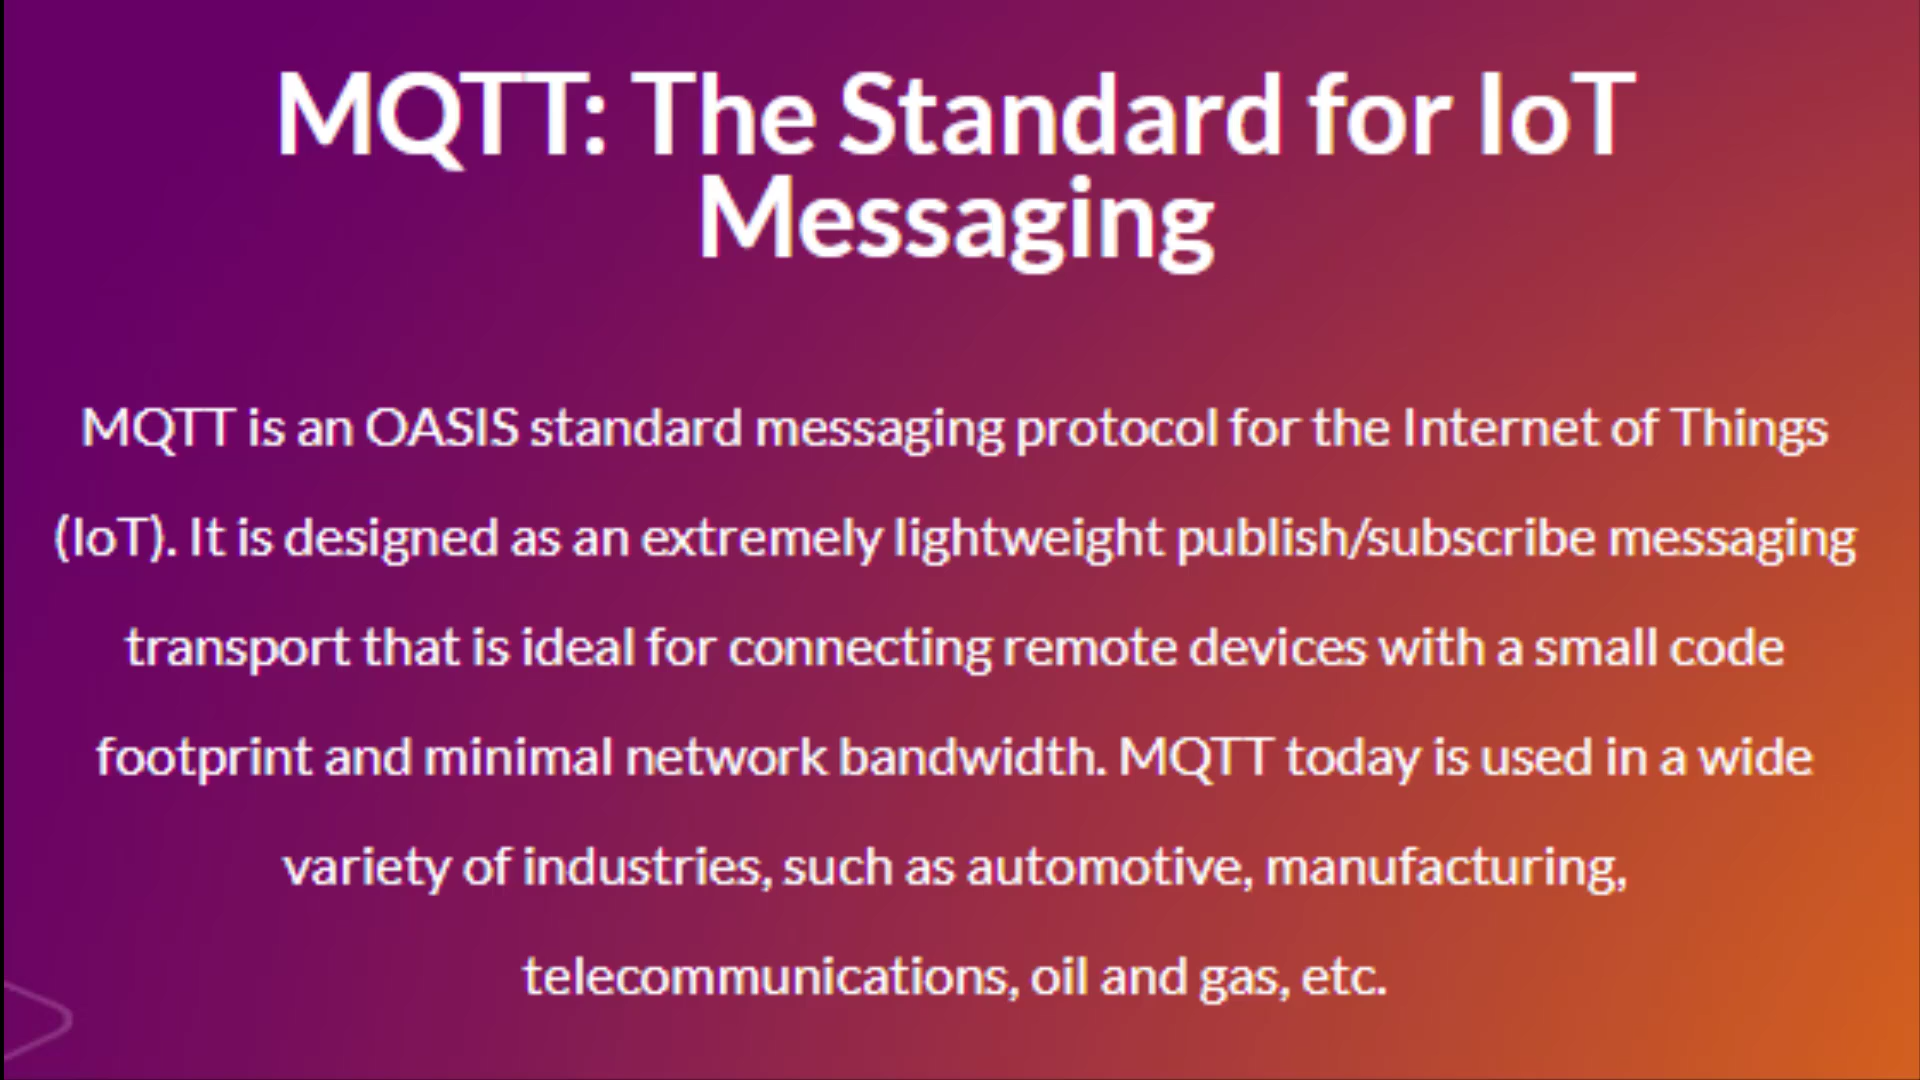 MQTT: The Standard for IoT
Messaging
MQTT is an OASIS standard messaging protocol for the Internet of Things
(IoT). It is designed as an extremely lightweight publish/subscribe messaging
transport that is ideal for connecting remote devices with a small code
footprint and minimal network bandwidth. MQTT today is used in a wide
variety of industries, such as automotive, manufacturing,
telecommunications, oil and gas, etc.